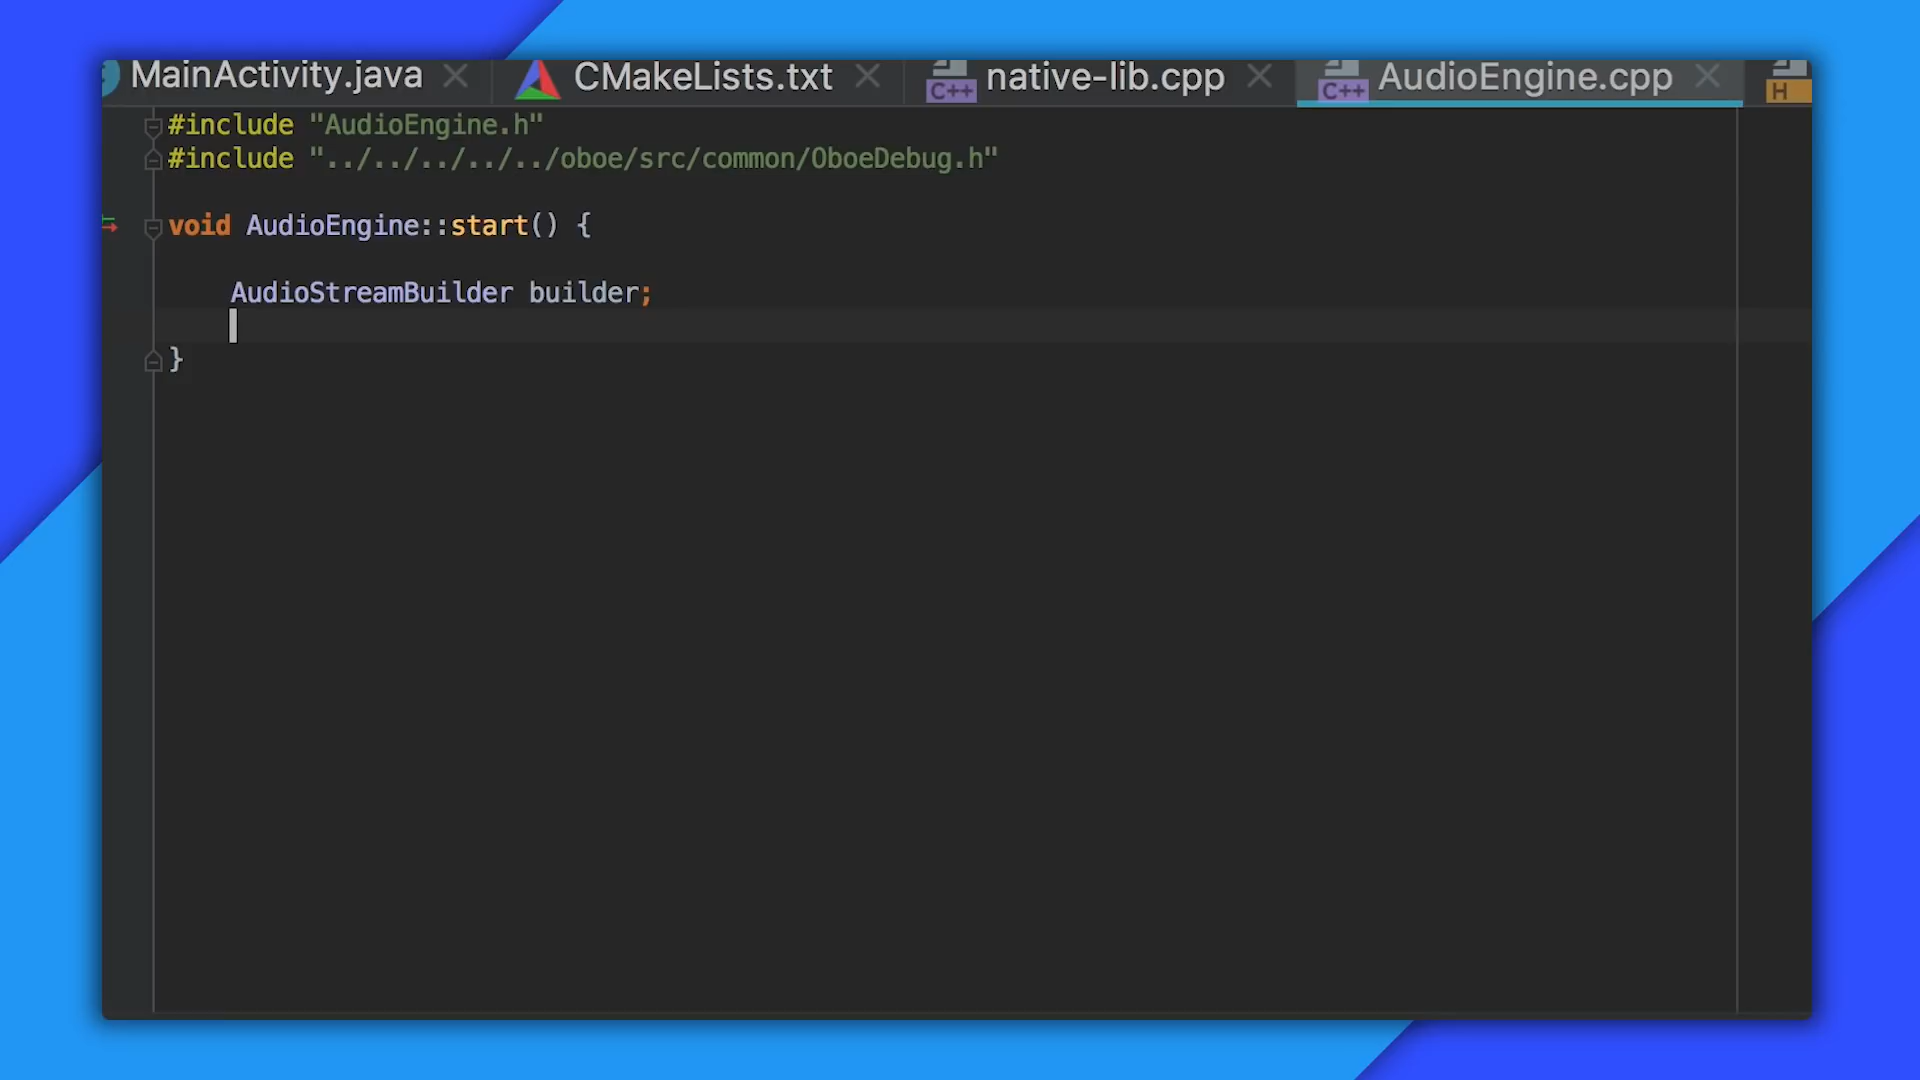 MainActivity.java CMakeLists.txt C++ native-lib.cpp C++ AudioEngine.cpp H
#include "AudioEngine.h"
#include "../../../../../oboe/src/common/OboeDebug.h"
void AudioEngine::start() {
AudioStreamBuilder builder;
}